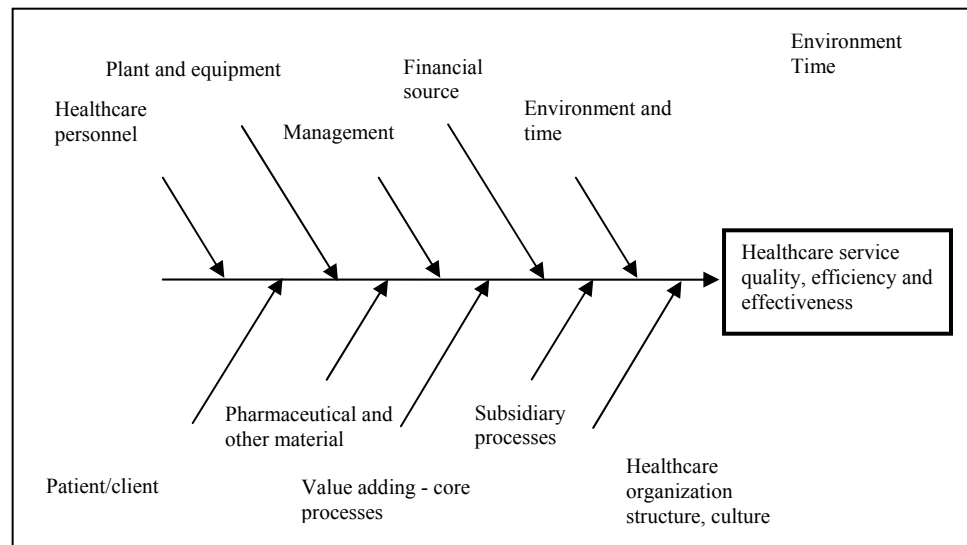 Environment
Time
Plant and equipment
Financial
source
Healthcare
personnel
Management
Environment and
time
Healthcare service
quality, efficiency and
effectiveness
Pharmaceutical and
other material
Subsidiary
processes
Patient/client
Value adding - core
processes
Healthcare
organization
structure, culture